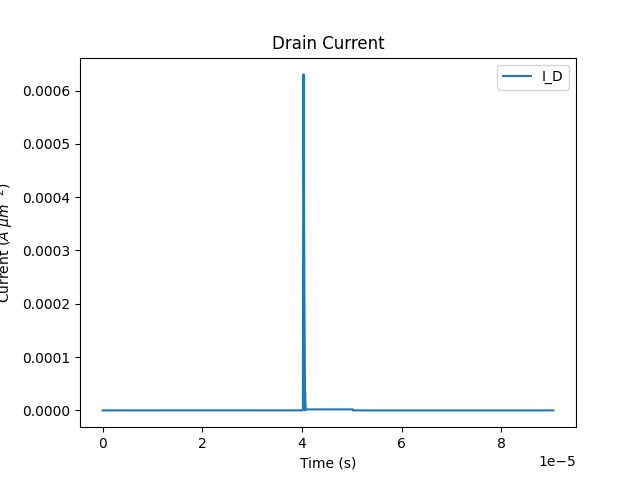 Drain Current
I_D
0.0006
0.0005
0.0004
0.0003
0.0002
0.0001
0.0000
Current (A μm⁻²)
0 2 4 6 8
1e−5
Time (s)